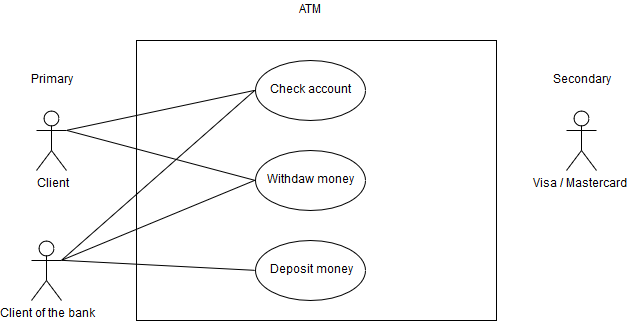 ATM
Primary
Secondary
Check account
Client
Withdaw money
Visa / Mastercard
Deposit money
Client of the bank